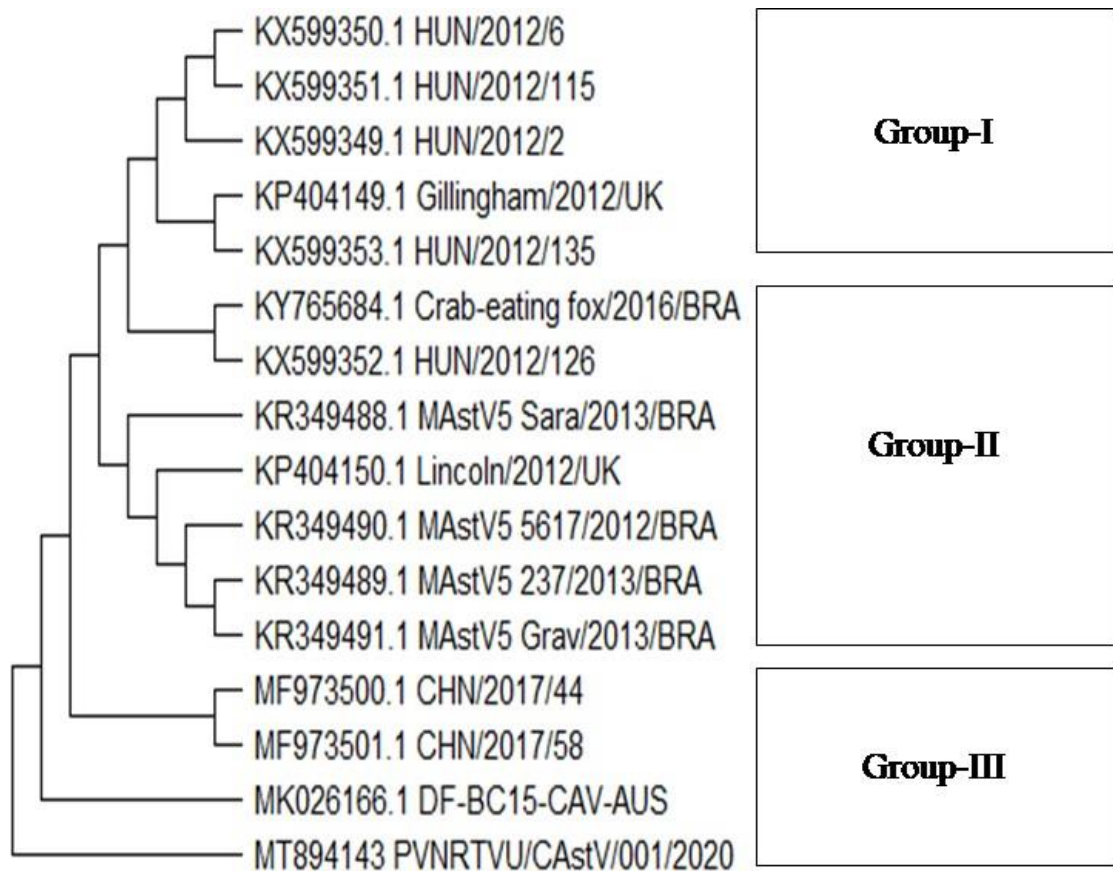 KX599350.1 HUN/2012/6
KX599351.1 HUN/2012/115
KX599349.1 HUN/2012/2
KP404149.1 Gillingham/2012/UK
KX599353.1 HUN/2012/135
KY765684.1 Crab-eating fox/2016/BRA
KX599352.1 HUN/2012/126
KR349488.1 MAstV5 Sara/2013/BRA
KP404150.1 Lincoln/2012/UK
KR349490.1 MAstV5 5617/2012/BRA
KR349489.1 MAstV5 237/2013/BRA
KR349491.1 MAstV5 Grav/2013/BRA
MF973500.1 CHN/2017/44
MF973501.1 CHN/2017/58
MK026166.1 DF-BC15-CAV-AUS
MT894143 PVNRTVU/CAstV/001/2020
Group-I
Group-II
Group-III